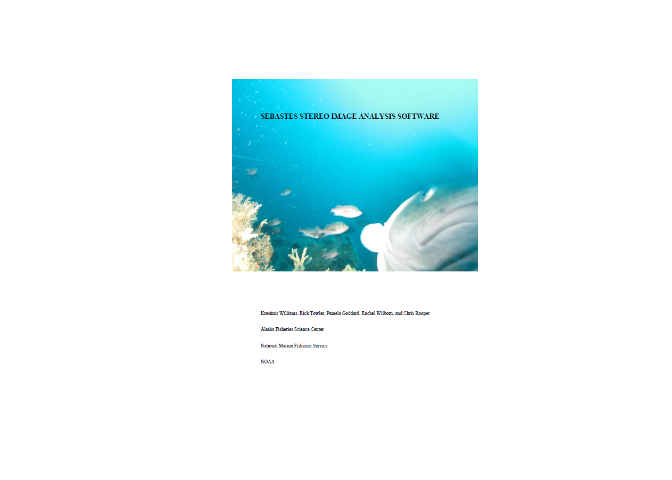 SEBASTES STEREO IMAGE ANALYSIS SOFTWARE
Kresimir Williams, Rick Towler, Pamela Goddard, Rachel Wilborn, and Chris Rooper
Alaska Fisheries Science Center
National Marine Fisheries Service
NOAA